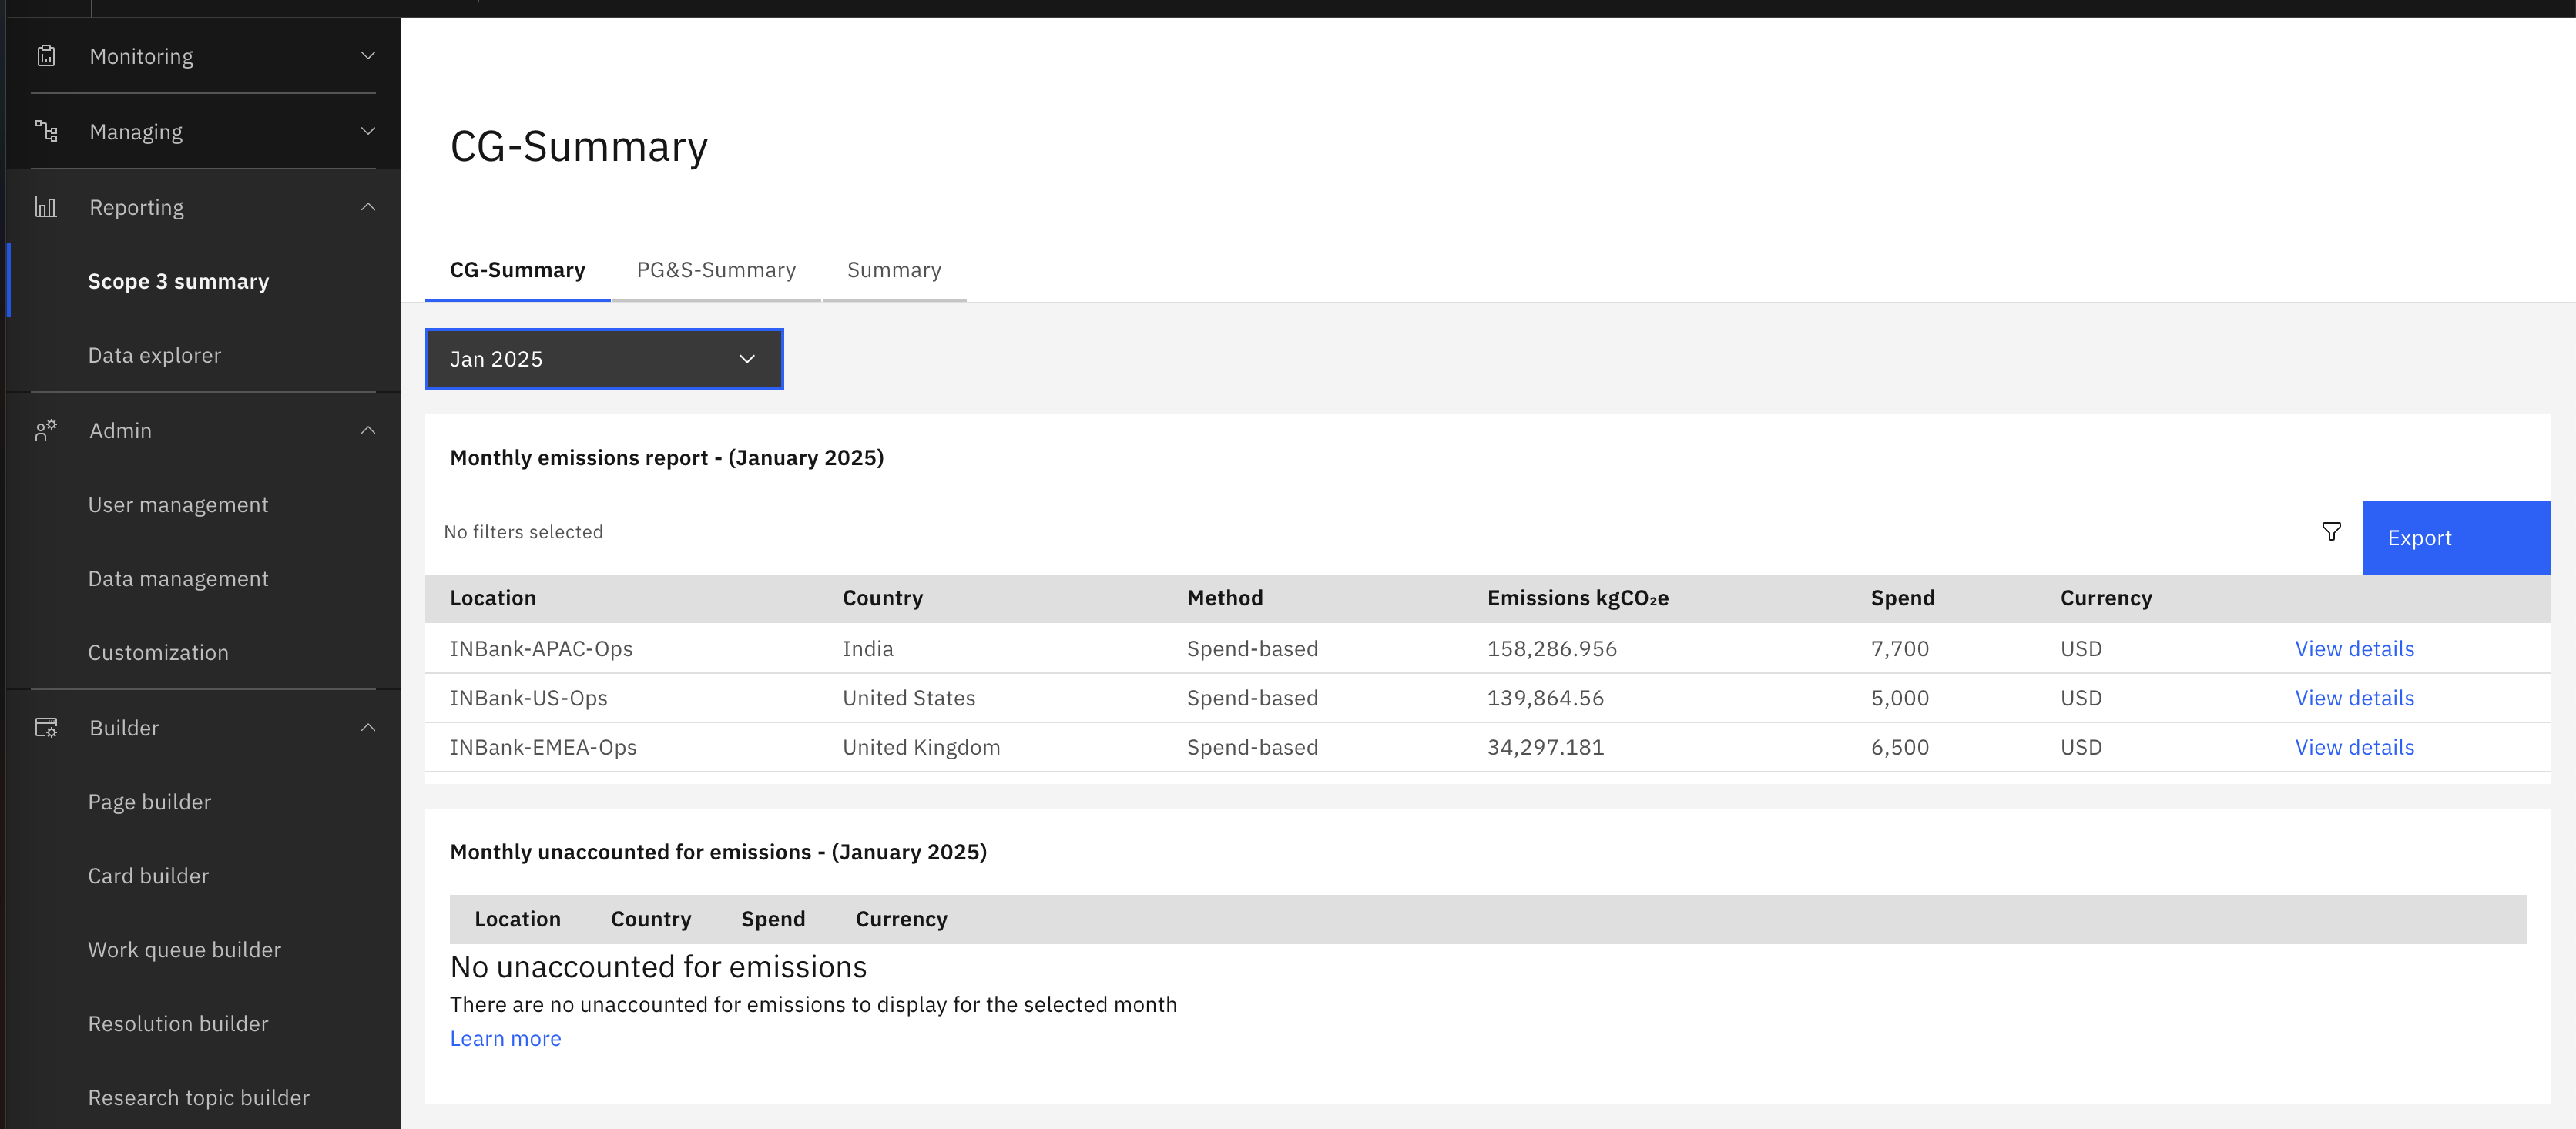 Monitoring
Managing
Reporting
Scope 3 summary
Data explorer
Admin
User management
Data management
Customization
Builder
Page builder
Card builder
Work queue builder
Resolution builder
Research topic builder
CG-Summary
CG-Summary PG&S-Summary Summary
Jan 2025
Monthly emissions report - (January 2025)
No filters selected
Export
Location Country Method Emissions kgCO₂e Spend Currency
INBank-APAC-Ops India Spend-based 158,286.956 7,700 USD View details
INBank-US-Ops United States Spend-based 139,864.56 5,000 USD View details
INBank-EMEA-Ops United Kingdom Spend-based 34,297.181 6,500 USD View details
Monthly unaccounted for emissions - (January 2025)
Location Country Spend Currency
No unaccounted for emissions
There are no unaccounted for emissions to display for the selected month
Learn more